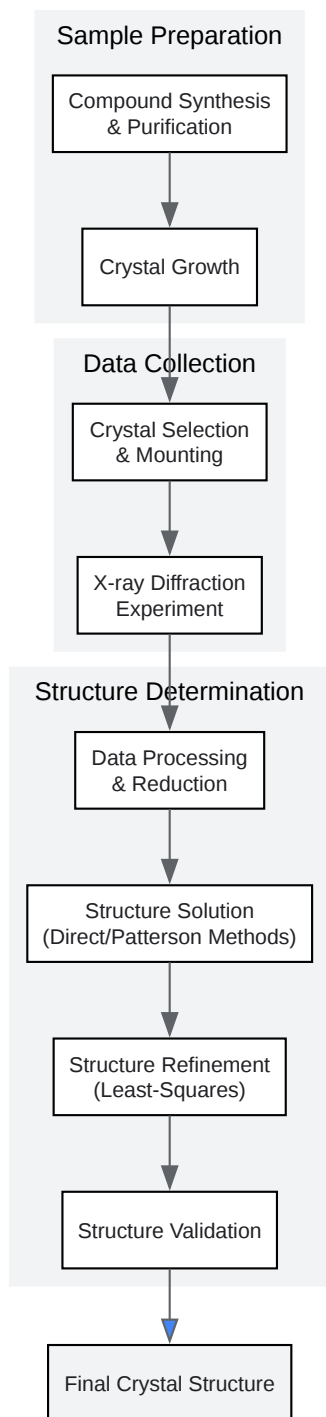 Sample Preparation
Compound Synthesis
& Purification
Crystal Growth
Data Collection
Crystal Selection
& Mounting
X-ray Diffraction
Experiment
Structure Determination
Data Processing
& Reduction
Structure Solution
(Direct/Patterson Methods)
Structure Refinement
(Least-Squares)
Structure Validation
Final Crystal Structure